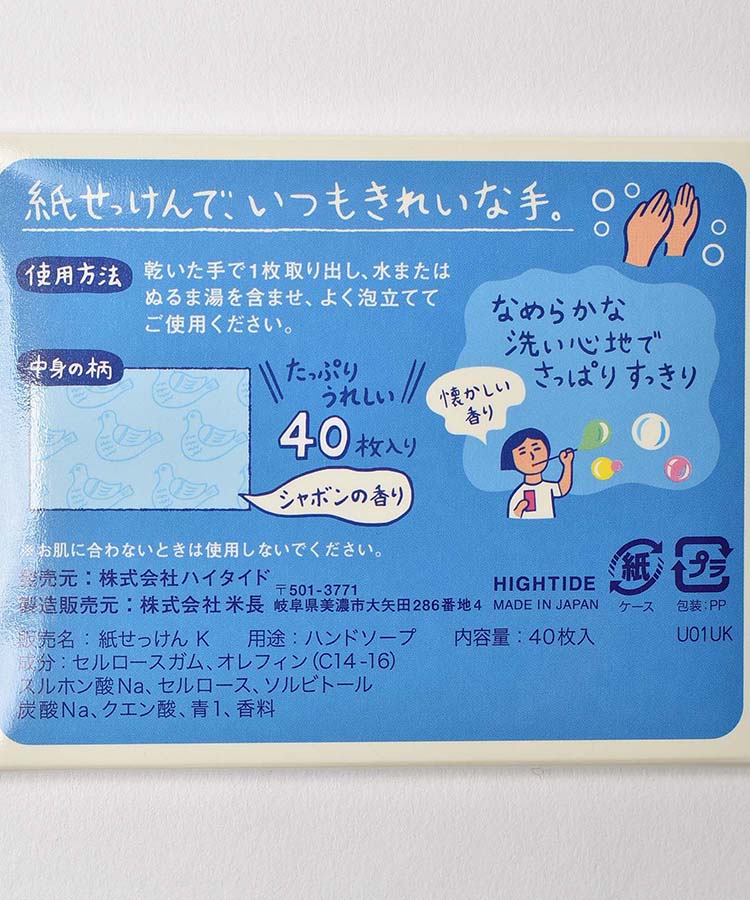 紙せっけんで、いつもきれいな手。
使用方法
乾いた手で1枚取り出し、水または
ぬるま湯を含ませ、よく泡立てて
ご使用ください。
なめらかな
洗い心地で
さっぱりすっきり
中身の柄
たっぷり
うれしい
40枚入り
シャボンの香り
懐かしい
香り
※お肌に合わないときは使用しないでください。
発売元：株式会社ハイタイド
製造販売元：株式会社米長
〒501-3771
岐阜県美濃市大矢田286番地4
HIGHTIDE
MADE IN JAPAN
紙
ケース
プラ
包装：PP
販売名：紙せっけん K 用途：ハンドソープ 内容量：40枚入 U01UK
成分：セルロースガム、オレフィン（C14-16）
スルホン酸Na、セルロース、ソルビトール
炭酸Na、クエン酸、青1、香料